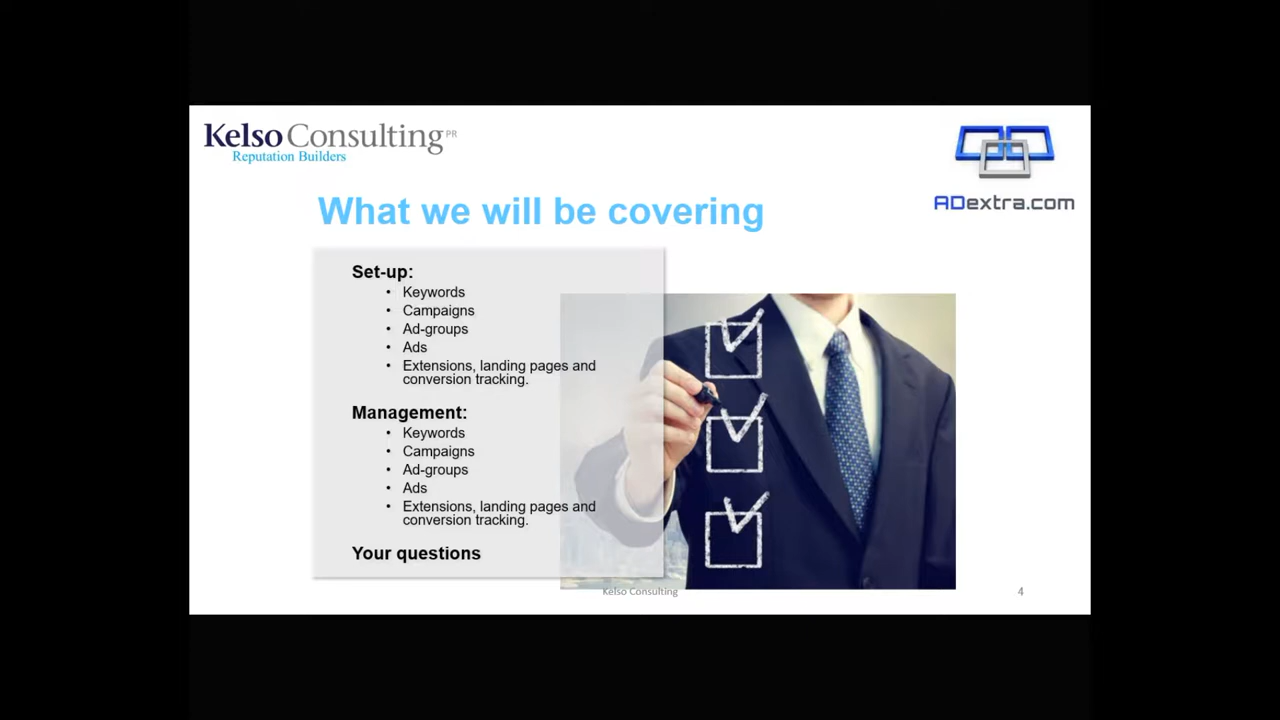 Kelso Consulting PR
Reputation Builders
ADextra.com
What we will be covering
Set-up:
• Keywords
• Campaigns
• Ad-groups
• Ads
• Extensions, landing pages and
conversion tracking.
Management:
• Keywords
• Campaigns
• Ad-groups
• Ads
• Extensions, landing pages and
conversion tracking.
Your questions
Kelso Consulting
4